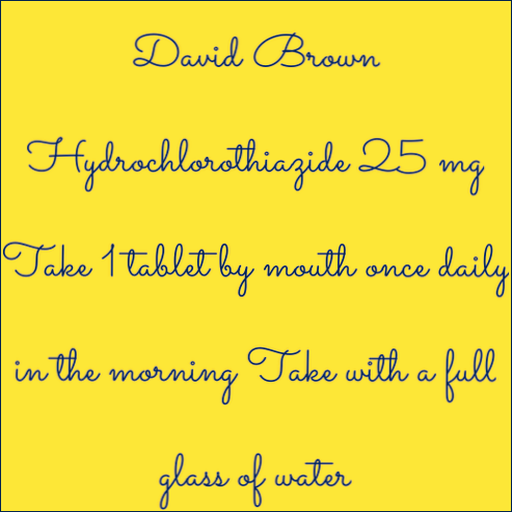 David Brown
Hydrochlorothiazide 25 mg
Take 1 tablet by mouth once daily
in the morning Take with a full
glass of water